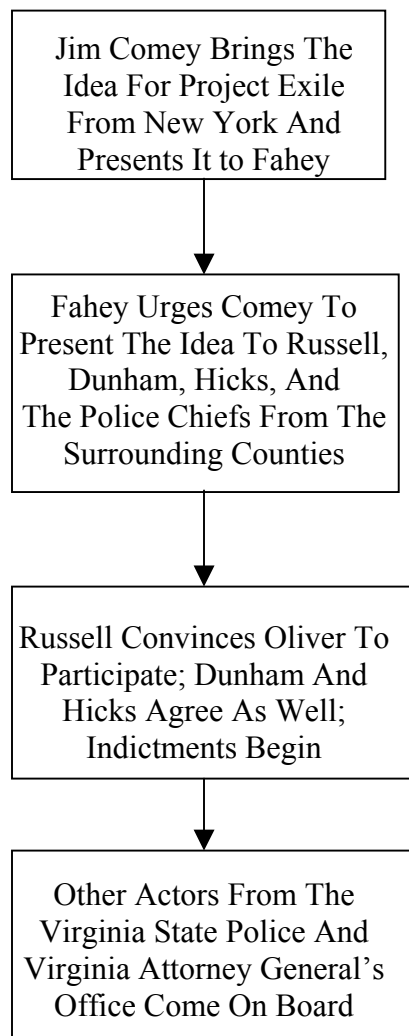 Jim Comey Brings The
Idea For Project Exile
From New York And
Presents It to Fahey
Fahey Urges Comey To
Present The Idea To Russell,
Dunham, Hicks, And
The Police Chiefs From The
Surrounding Counties
Russell Convinces Oliver To
Participate; Dunham And
Hicks Agree As Well;
Indictments Begin
Other Actors From The
Virginia State Police And
Virginia Attorney General's
Office Come On Board